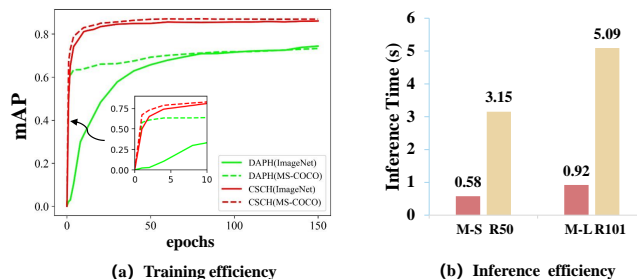 mAP
0.8
0.6
0.4
0.2
0.0
0.75
0.50
0.25
0.00
0 5 10
DAPH(ImageNet)
DAPH(MS-COCO)
CSCH(ImageNet)
CSCH(MS-COCO)
0 50 100 150
epochs
(a) Training efficiency
Inference Time (s)
6
5
4
3
2
1
0
0.58
3.15
0.92
5.09
M-S R50
M-L R101
(b) Inference efficiency